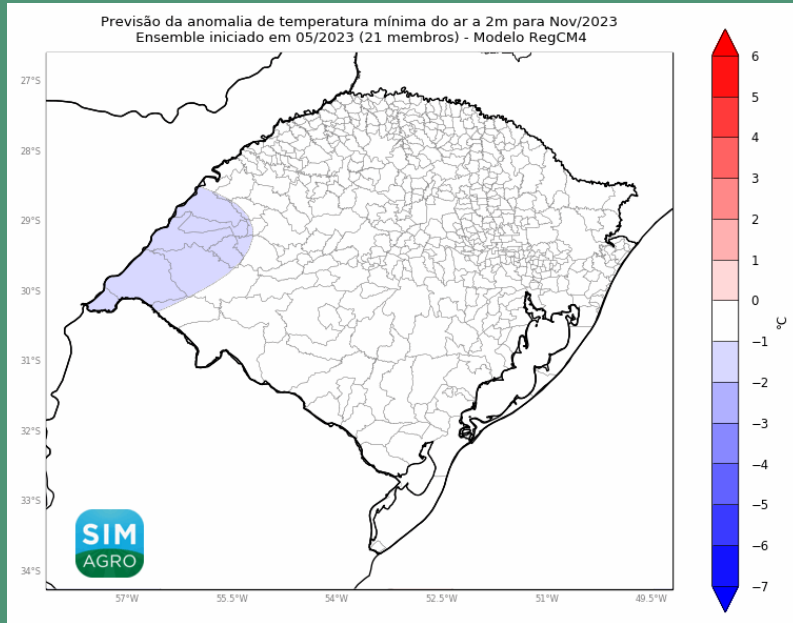 Previsão da anomalia de temperatura mínima do ar a 2m para Nov/2023
Ensemble iniciado em 05/2023 (21 membros) - Modelo RegCM4
27°S
28°S
29°S
30°S
31°S
32°S
33°S
34°S
57°W
55.5°W
54°W
52.5°W
51°W
49.5°W
6
5
4
3
2
1
0
−1
−2
−3
−4
−5
−6
−7
°C
SIM
AGRO